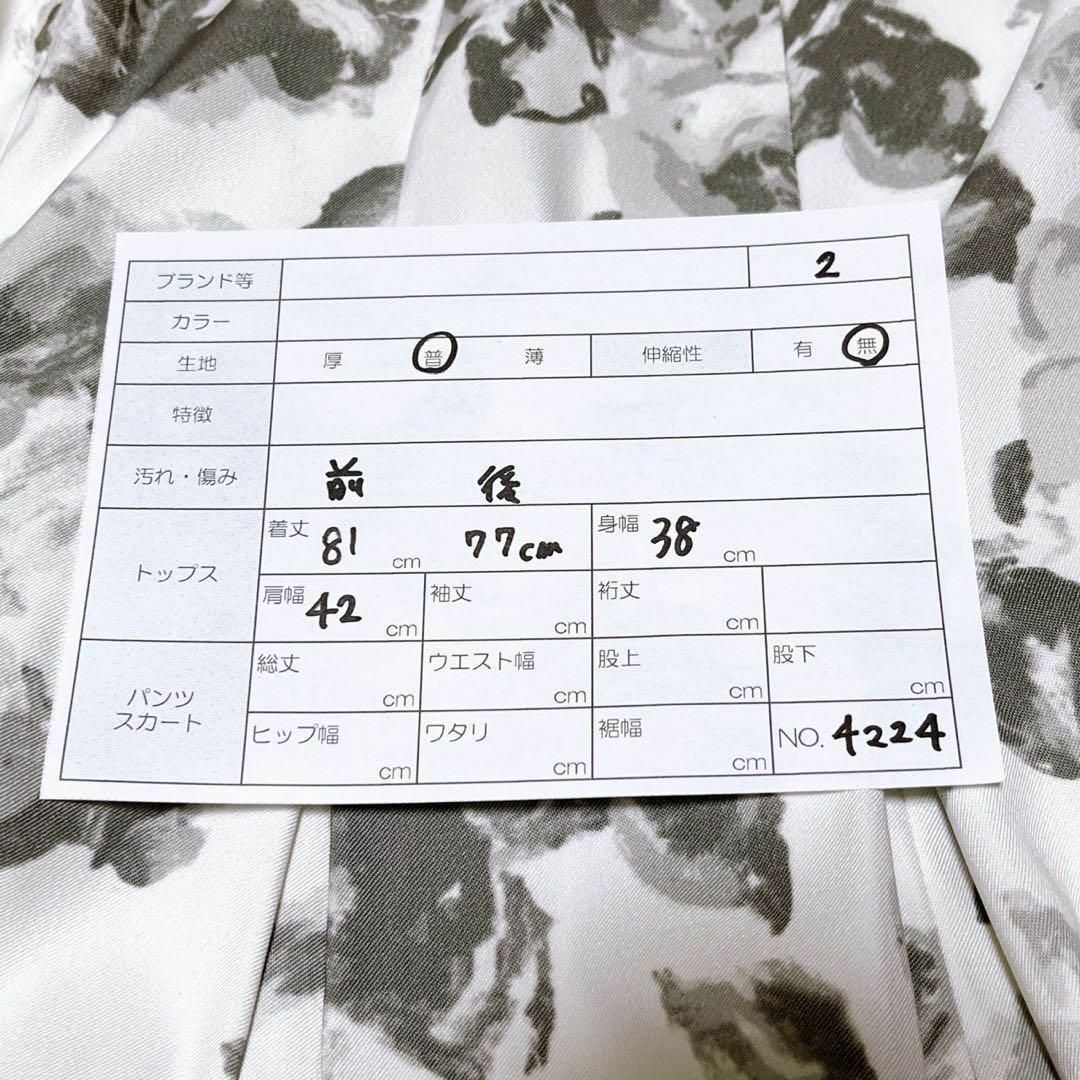 ブランド等 2
カラー
生地 厚 普 薄 伸縮性 有 無
特徴
汚れ・傷み 前 後
トップス 着丈 81 cm 77cm 身幅 38 cm
肩幅 42 cm 袖丈 cm 裄丈 cm
パンツ スカート 総丈 cm ウエスト幅 cm 股上 cm 股下 cm
ヒップ幅 cm ワタリ cm 裾幅 cm NO. 4224